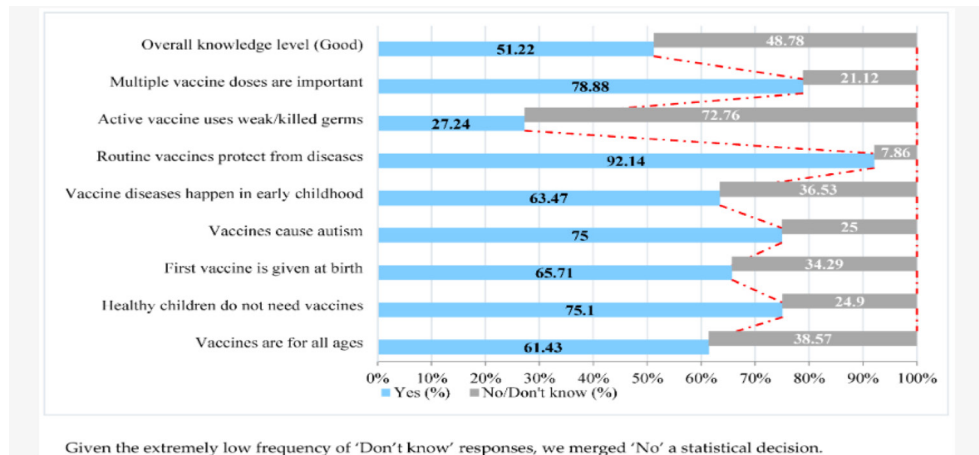 Overall knowledge level (Good)
51.22
48.78
Multiple vaccine doses are important
78.88
21.12
Active vaccine uses weak/killed germs
27.24
72.76
Routine vaccines protect from diseases
92.14
7.86
Vaccine diseases happen in early childhood
63.47
36.53
Vaccines cause autism
75
25
First vaccine is given at birth
65.71
34.29
Healthy children do not need vaccines
75.1
24.9
Vaccines are for all ages
61.43
38.57
0% 10% 20% 30% 40% 50% 60% 70% 80% 90% 100%
Yes (%) No/Don't know (%)
Given the extremely low frequency of ‘Don’t know’ responses, we merged ‘No’ a statistical decision.